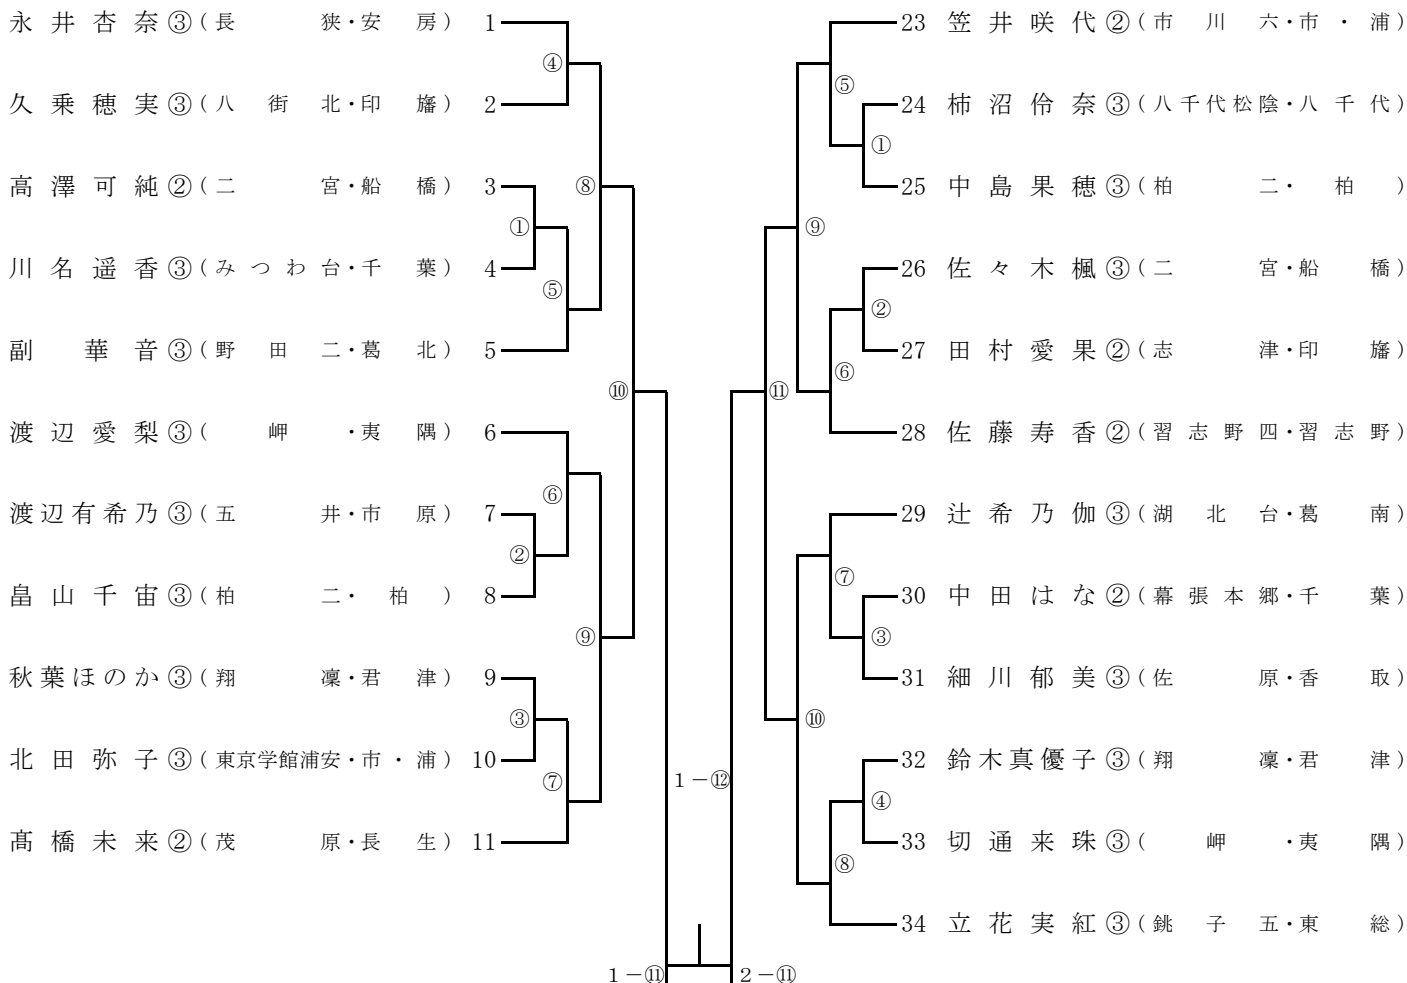 永井杏奈③(長狭・安房) 1
④
久乗穂実③(八街北・印旛) 2
高澤可純②(二宮・船橋) 3
⑧
①
川名遥香③(みつわ台・千葉) 4
⑤
副華音③(野田二・葛北) 5
⑩
渡辺愛梨③(岬・夷隅) 6
⑥
渡辺有希乃③(五井・市原) 7
②
畠山千宙③(柏二・柏) 8
⑨
秋葉ほのか③(翔凜・君津) 9
③
北田弥子③(東京学館浦安・市・浦) 10
⑦
髙橋未来②(茂原・長生) 11
1-⑫
1-⑪
2-⑪
23 笠井咲代②(市川六・市・浦)
⑤
24 柿沼伶奈③(八千代松陰・八千代)
①
25 中島果穂③(柏二・柏)
⑨
26 佐々木楓③(二宮・船橋)
②
27 田村愛果②(志津・印旛)
⑥
⑪
28 佐藤寿香②(習志野四・習志野)
29 辻希乃伽③(湖北台・葛南)
⑦
30 中田はな②(幕張本郷・千葉)
③
31 細川郁美③(佐原・香取)
⑩
32 鈴木真優子③(翔凜・君津)
④
33 切通来珠③(岬・夷隅)
⑧
34 立花実紅③(銚子五・東総)